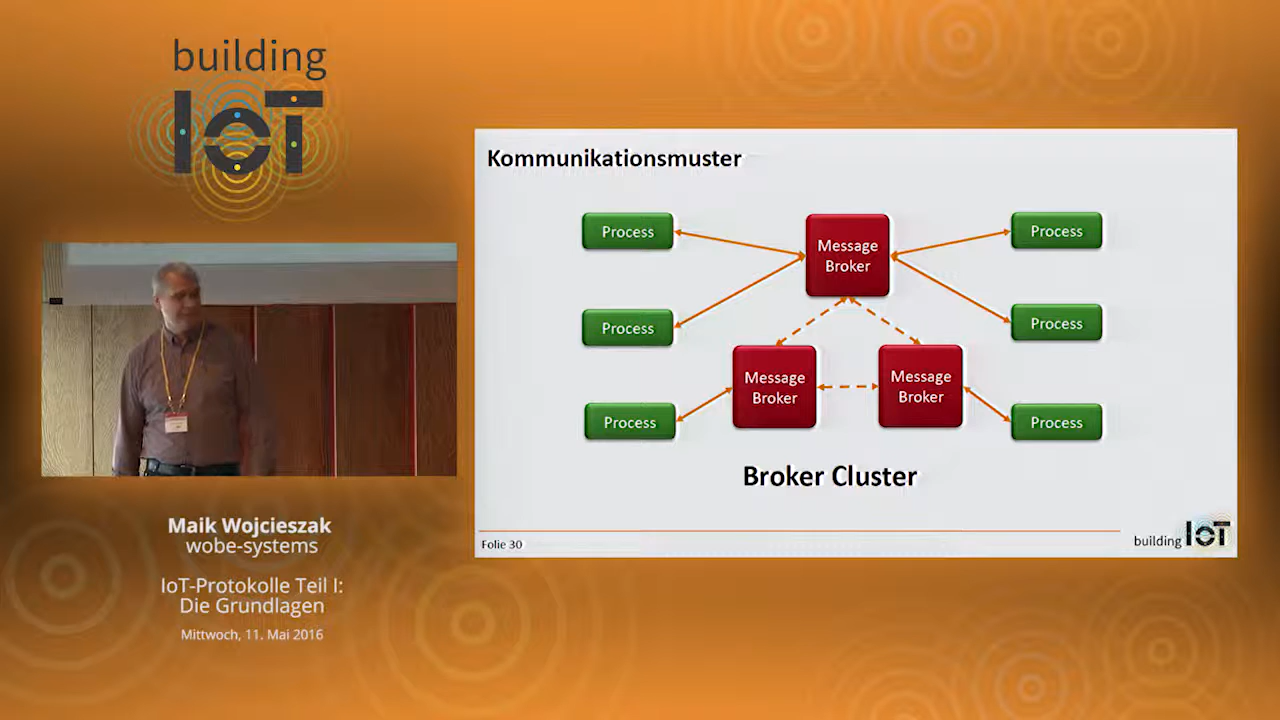 building
IoT
Maik Wojcieszak
wobe-systems
IoT-Protokolle Teil I:
Die Grundlagen
Mittwoch, 11. Mai 2016
Kommunikationsmuster
Process
Message
Broker
Process
Process
Process
Message
Broker
Message
Broker
Process
Process
Broker Cluster
Folie 30
building IoT